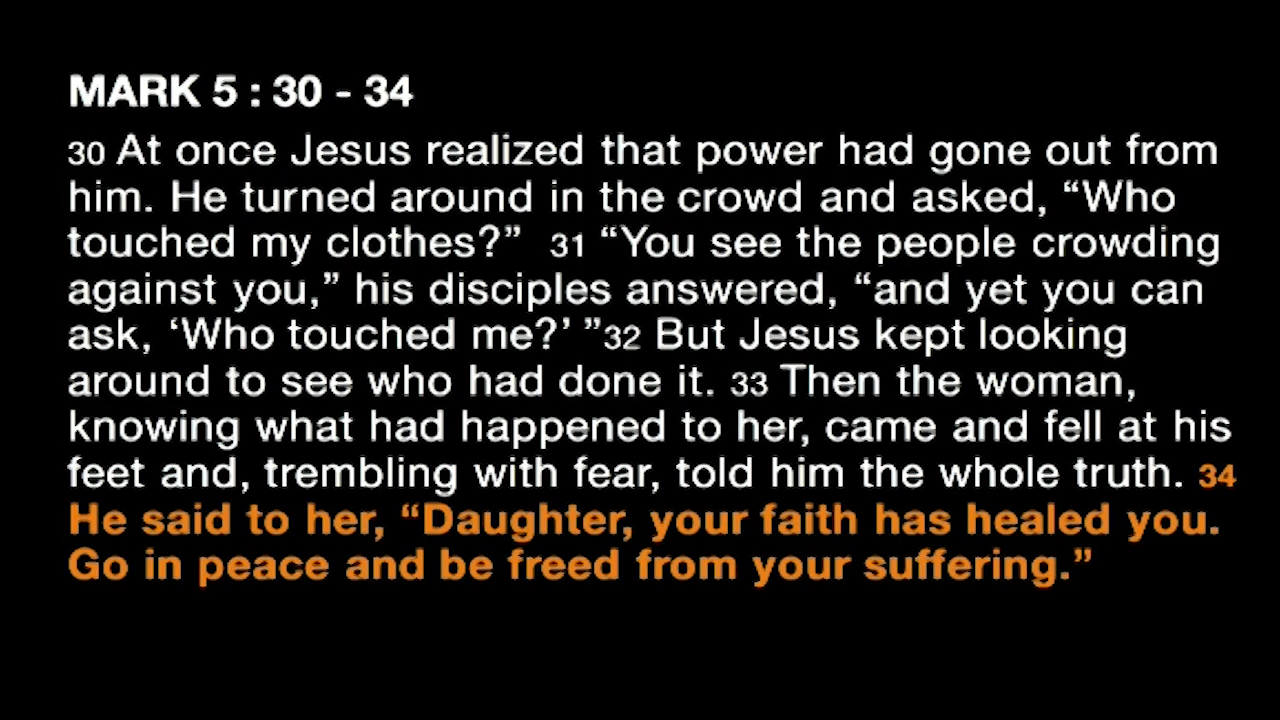 MARK 5 : 30 - 34
30 At once Jesus realized that power had gone out from
him. He turned around in the crowd and asked, “Who
touched my clothes?” 31 “You see the people crowding
against you,” his disciples answered, “and yet you can
ask, ‘Who touched me?’ ”32 But Jesus kept looking
around to see who had done it. 33 Then the woman,
knowing what had happened to her, came and fell at his
feet and, trembling with fear, told him the whole truth. 34
He said to her, “Daughter, your faith has healed you.
Go in peace and be freed from your suffering.”